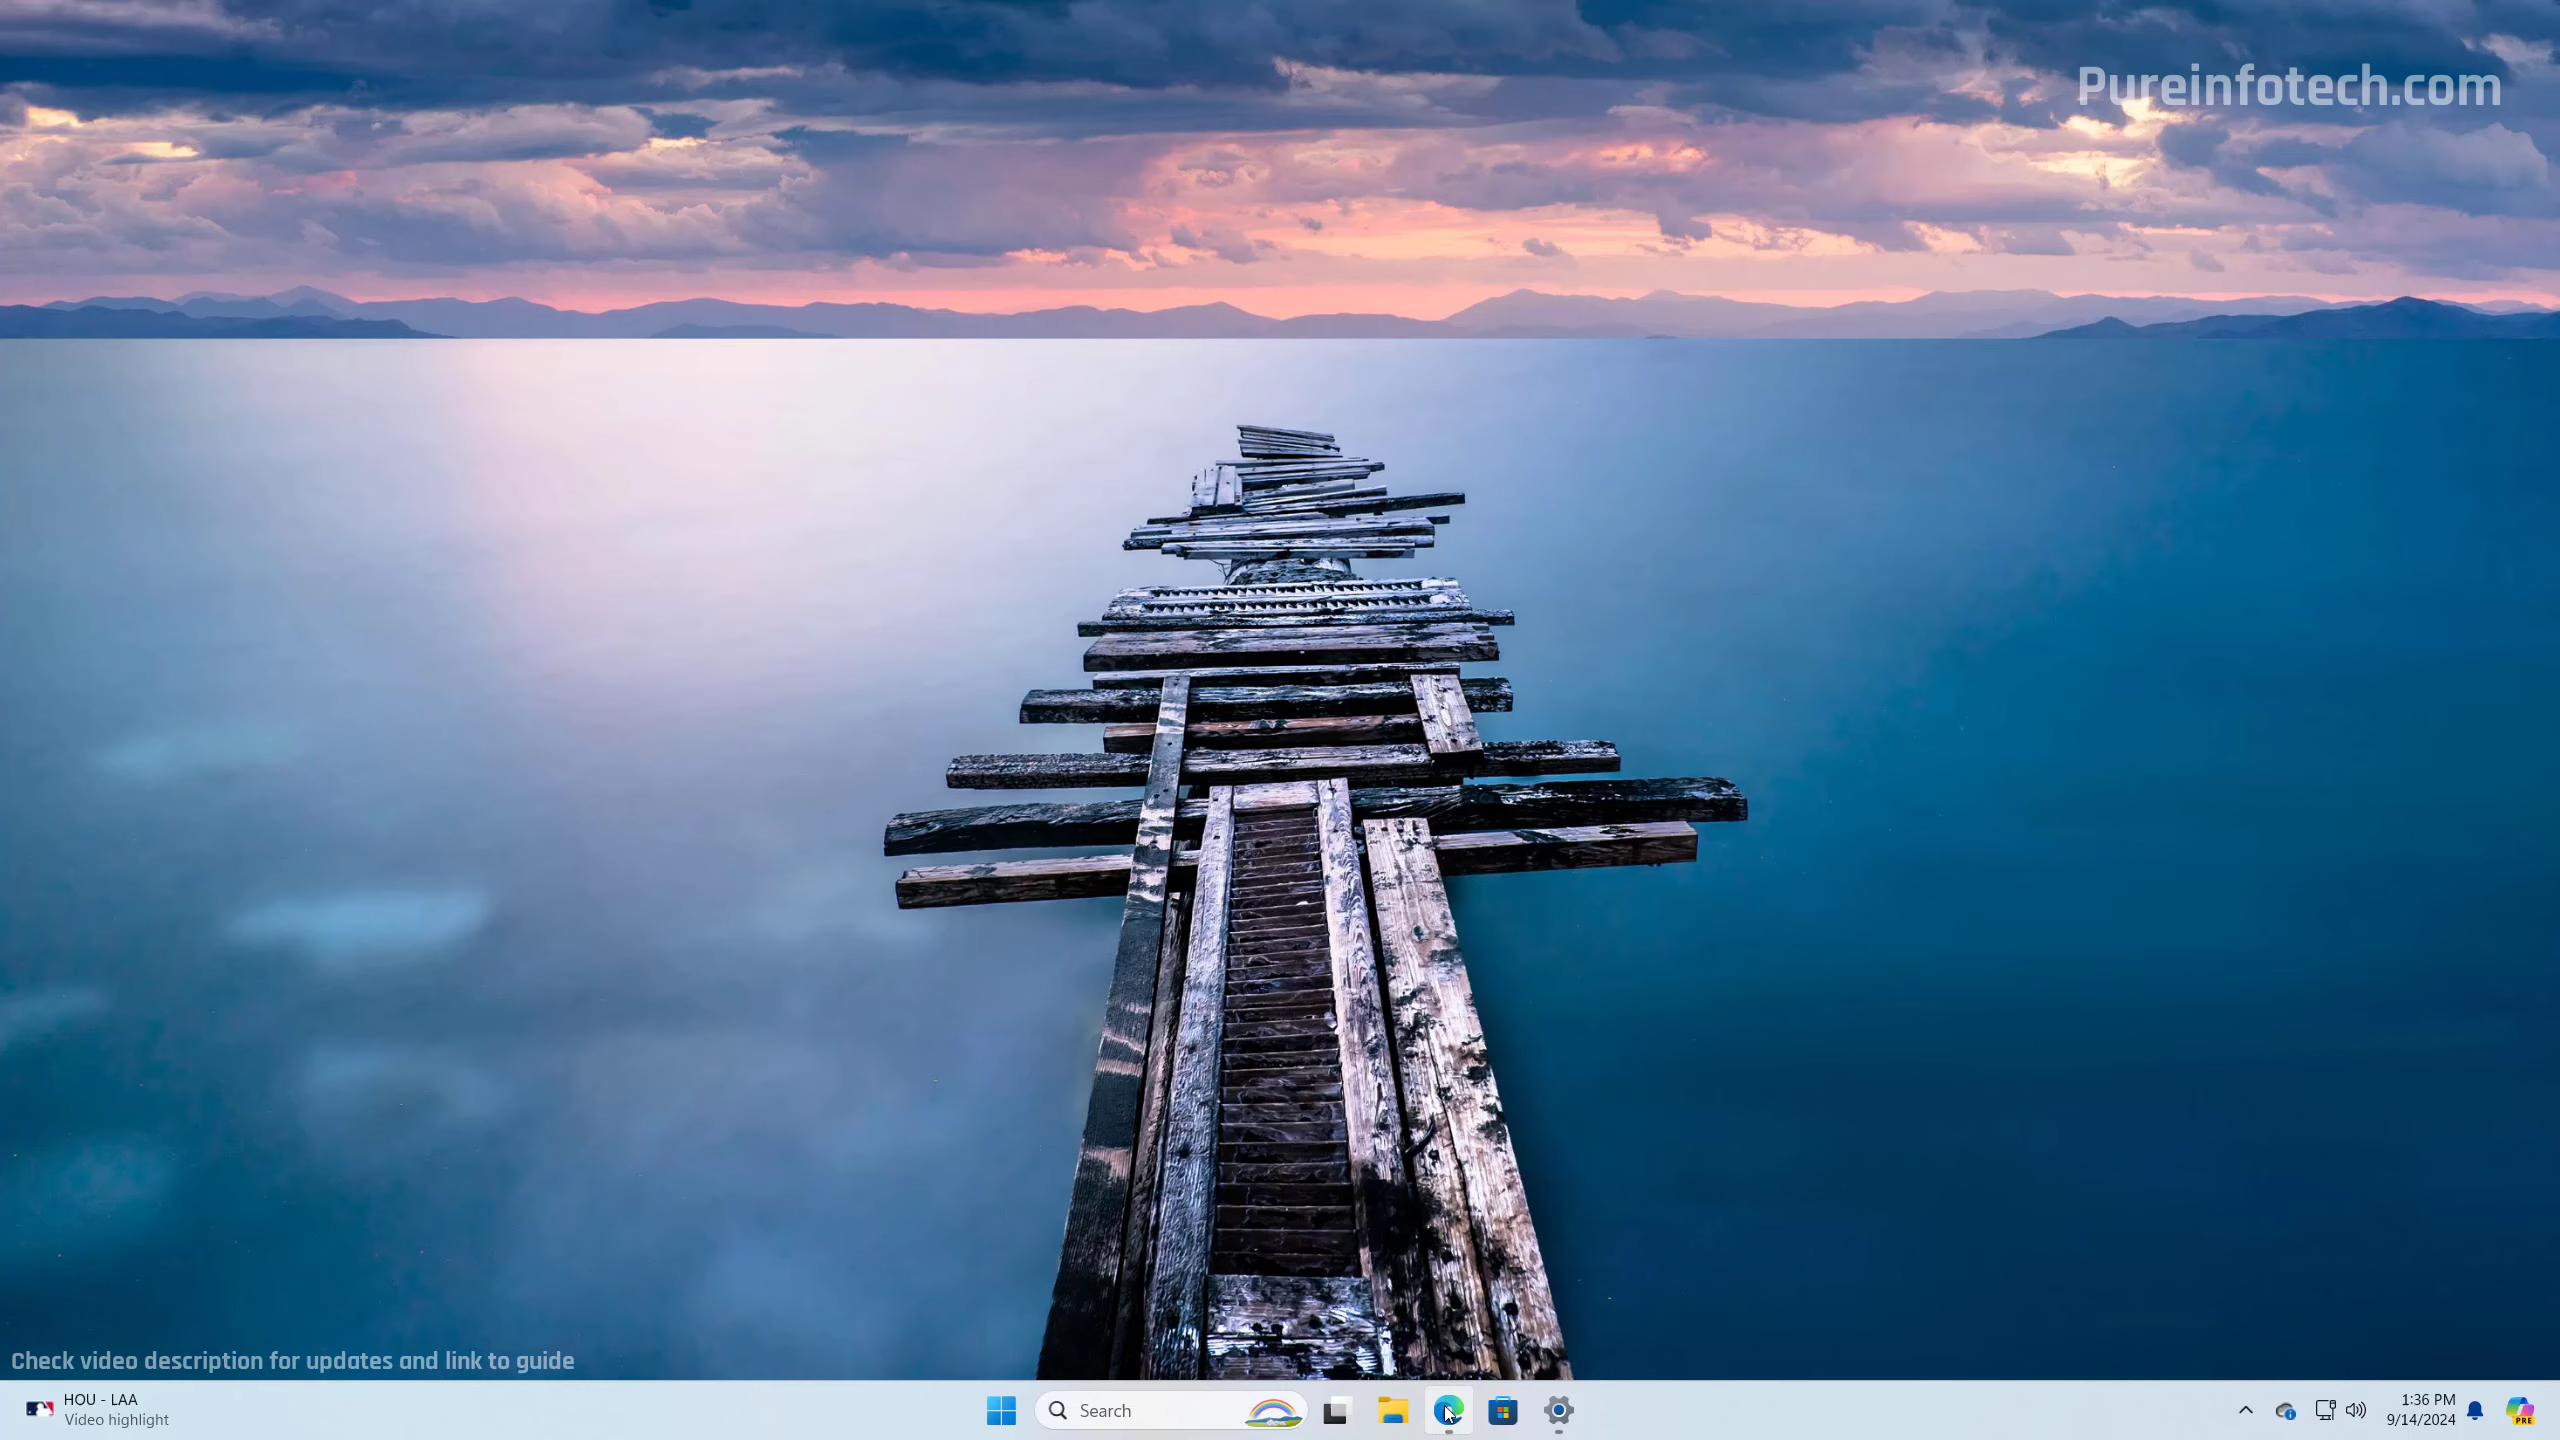 Pureinfotech.com
Check video description for updates and link to guide
HOU - LAA
Video highlight
Search
1:36 PM
9/14/2024
PRE